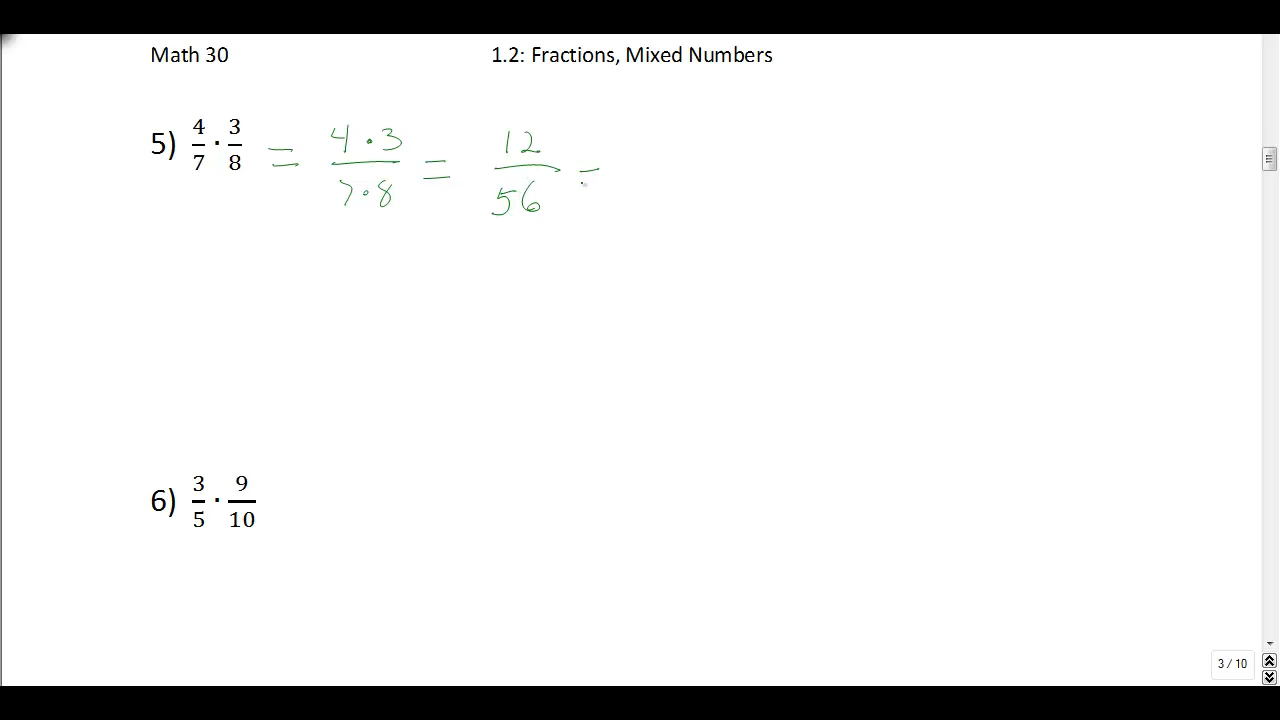 Math 30 1.2: Fractions, Mixed Numbers
5) 4/7 · 3/8 = 4 · 3 / 7 · 8 = 12/56 =
6) 3/5 · 9/10
3 / 10